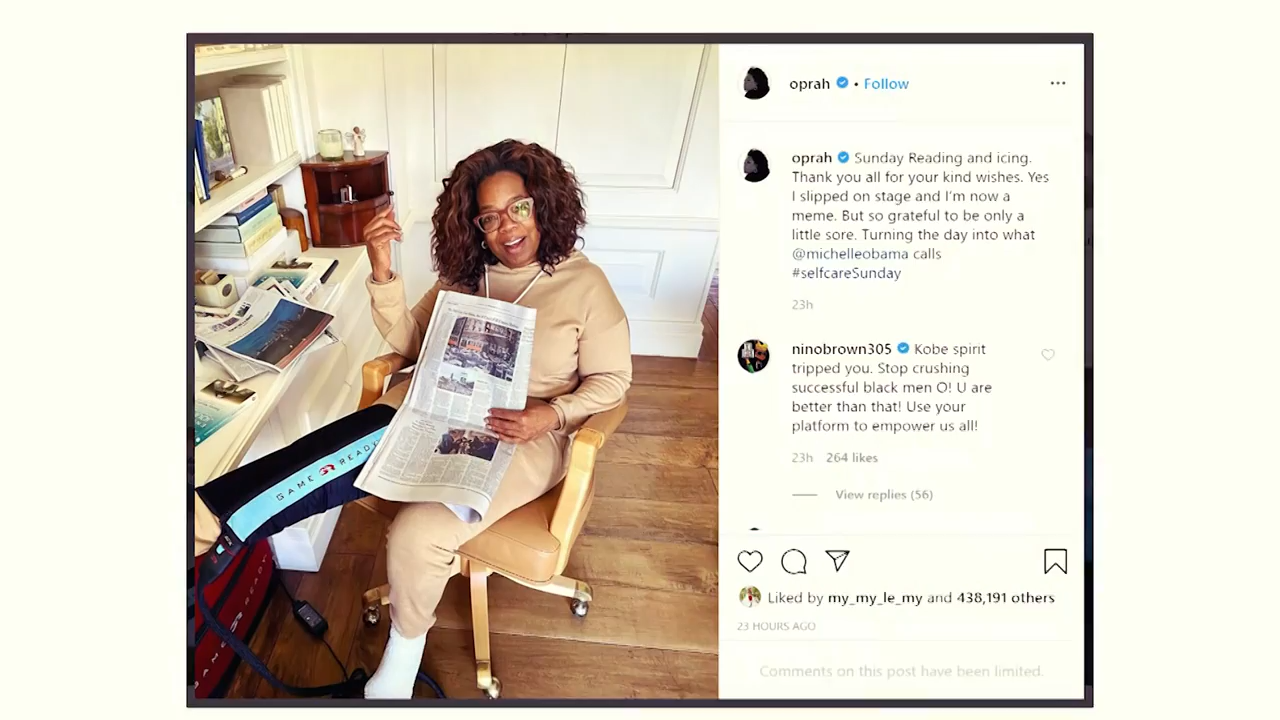 oprah • Follow
oprah Sunday Reading and icing.
Thank you all for your kind wishes. Yes
I slipped on stage and I'm now a
meme. But so grateful to be only a
little sore. Turning the day into what
@michelleobama calls
#selfcareSunday
23h
ninobrown305 Kobe spirit
tripped you. Stop crushing
successful black men O! U are
better than that! Use your
platform to empower us all!
23h 264 likes
View replies (56)
Liked by my_my_le_my and 438,191 others
23 HOURS AGO
Comments on this post have been limited.
GAME READY
GAME READY